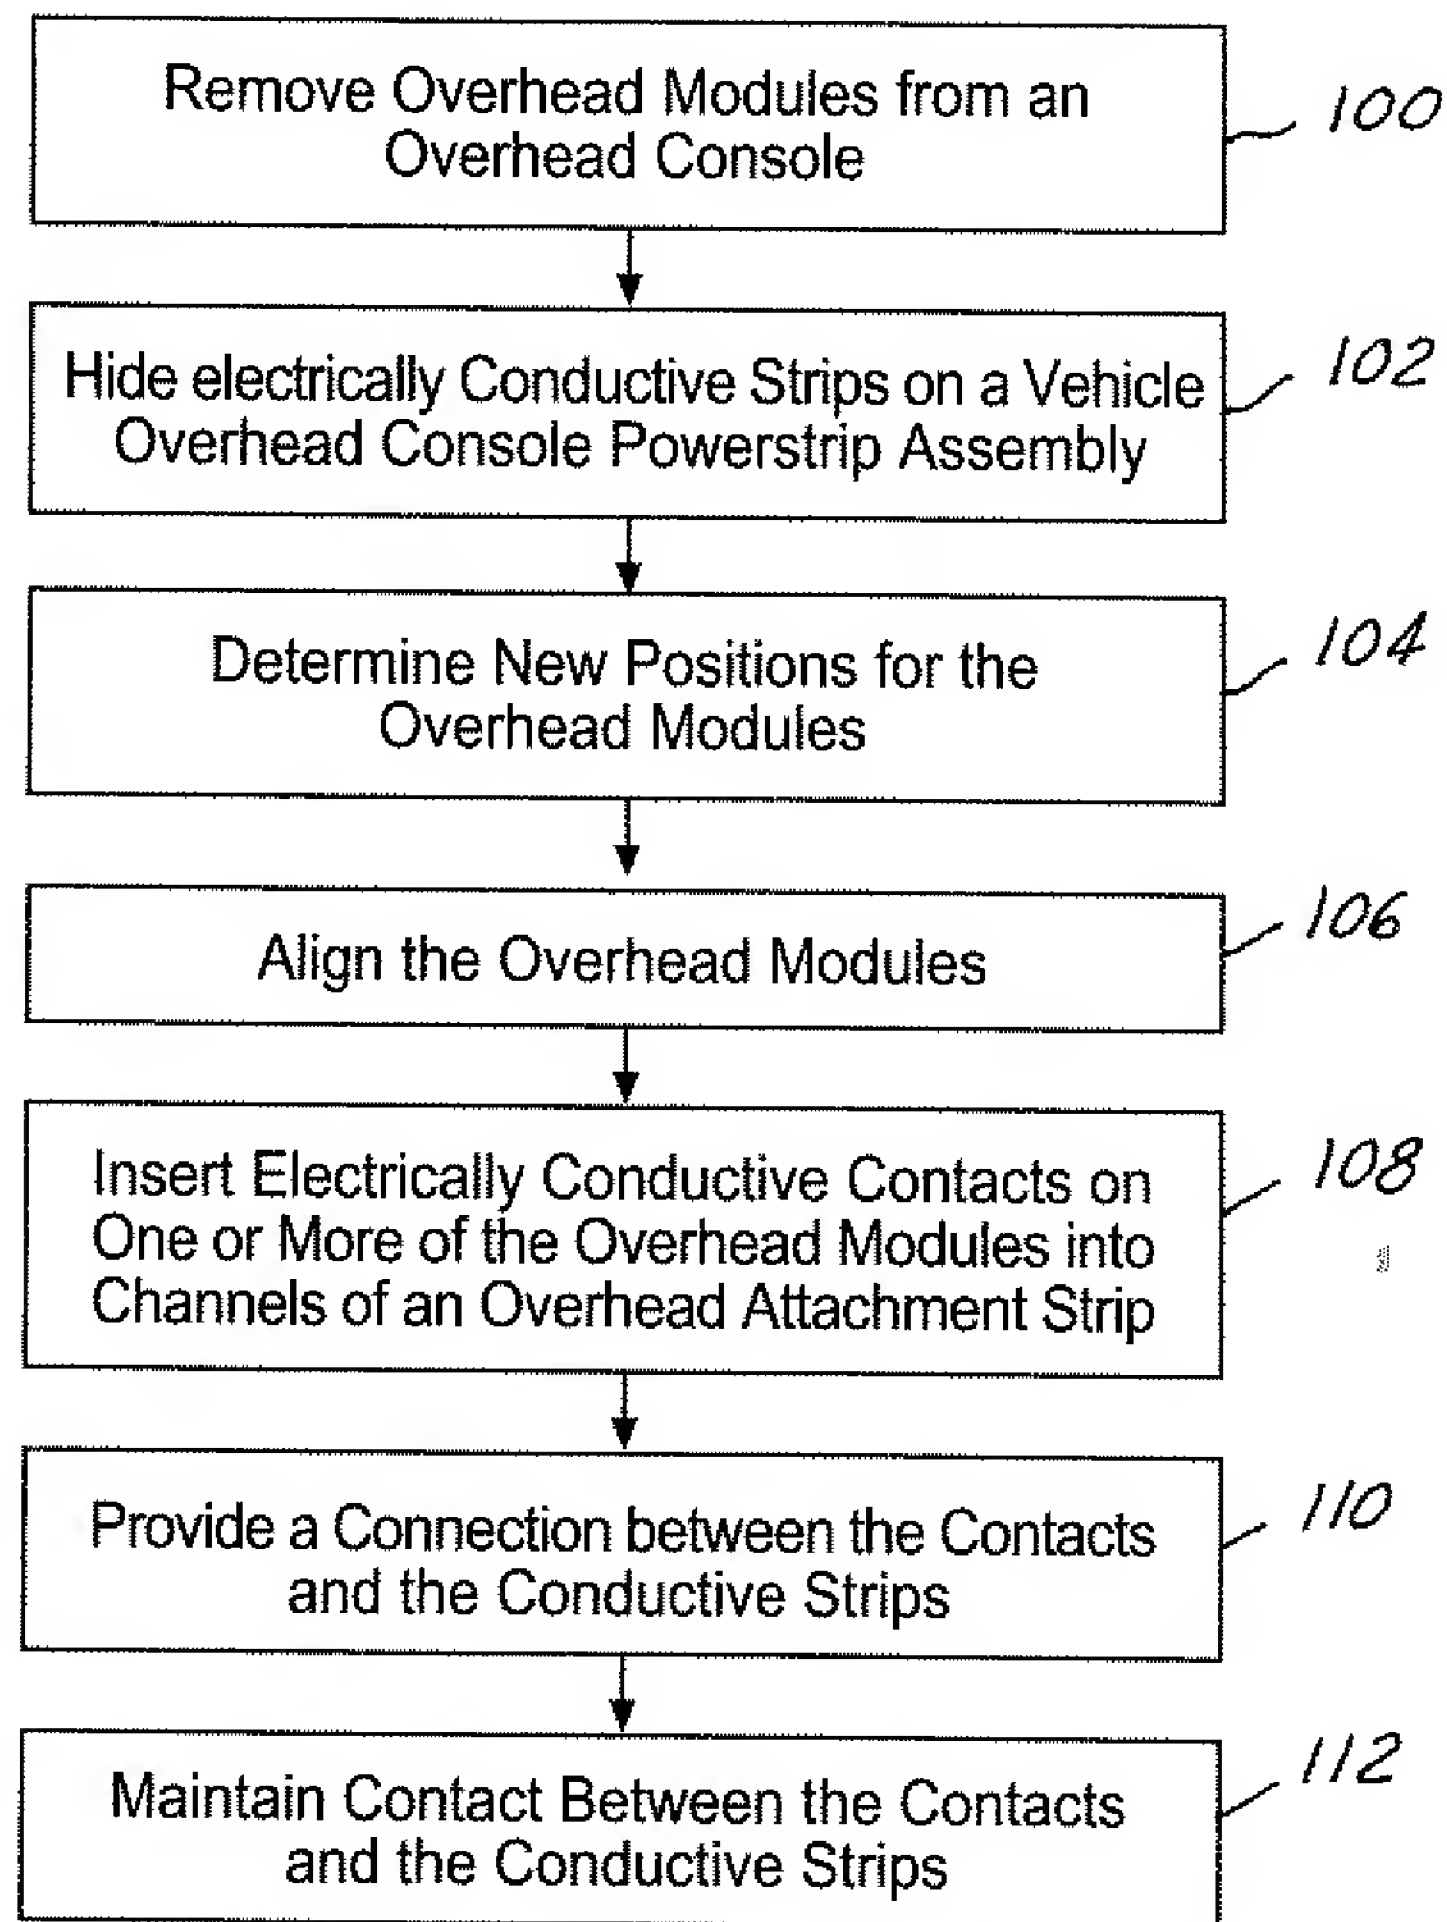 Remove Overhead Modules from an
Overhead Console
100
Hide electrically Conductive Strips on a Vehicle
Overhead Console Powerstrip Assembly
102
Determine New Positions for the
Overhead Modules
104
Align the Overhead Modules
106
Insert Electrically Conductive Contacts on
One or More of the Overhead Modules into
Channels of an Overhead Attachment Strip
108
Provide a Connection between the Contacts
and the Conductive Strips
110
Maintain Contact Between the Contacts
and the Conductive Strips
112